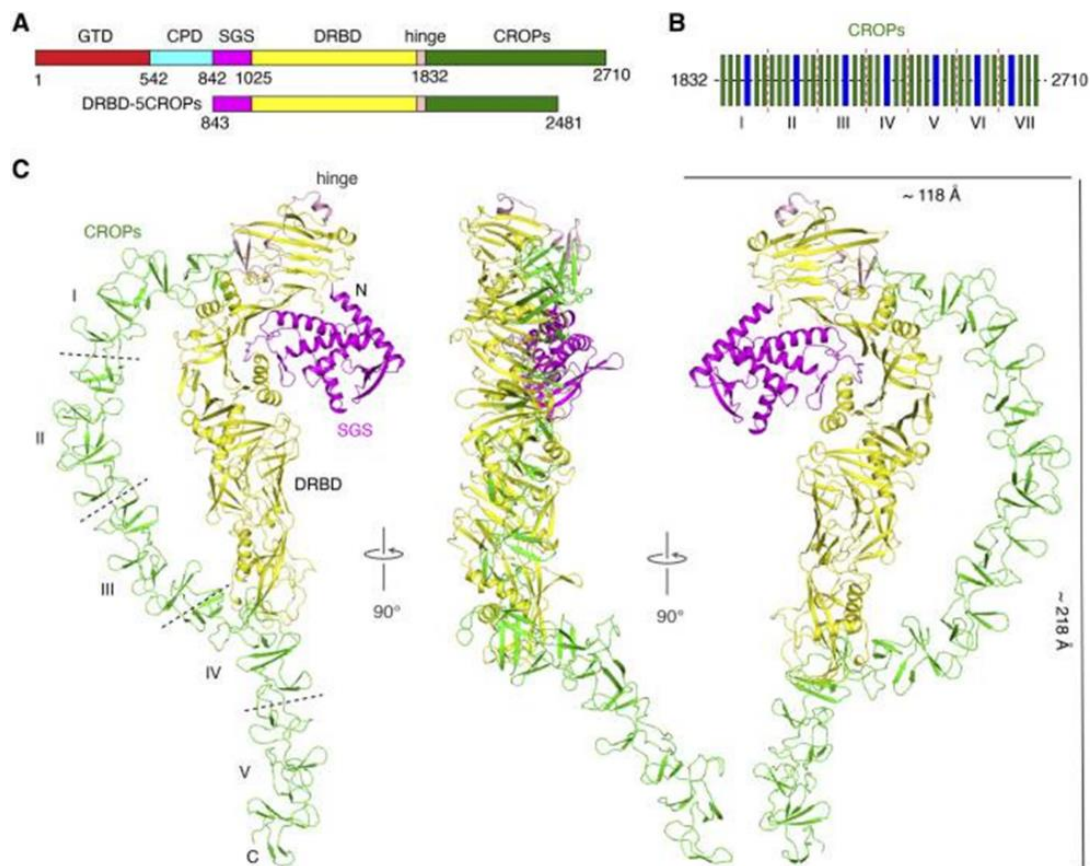 A
GTD CPD SGS DRBD hinge CROPs
1 542 842 1025 1832 2710
DRBD-5CROPs
843 2481
B
CROPs
1832 2710
I II III IV V VI VII
C
hinge
~ 118 Å
CROPs
N
I
SGS
II
DRBD
III
90°
90°
~ 218 Å
IV
V
C